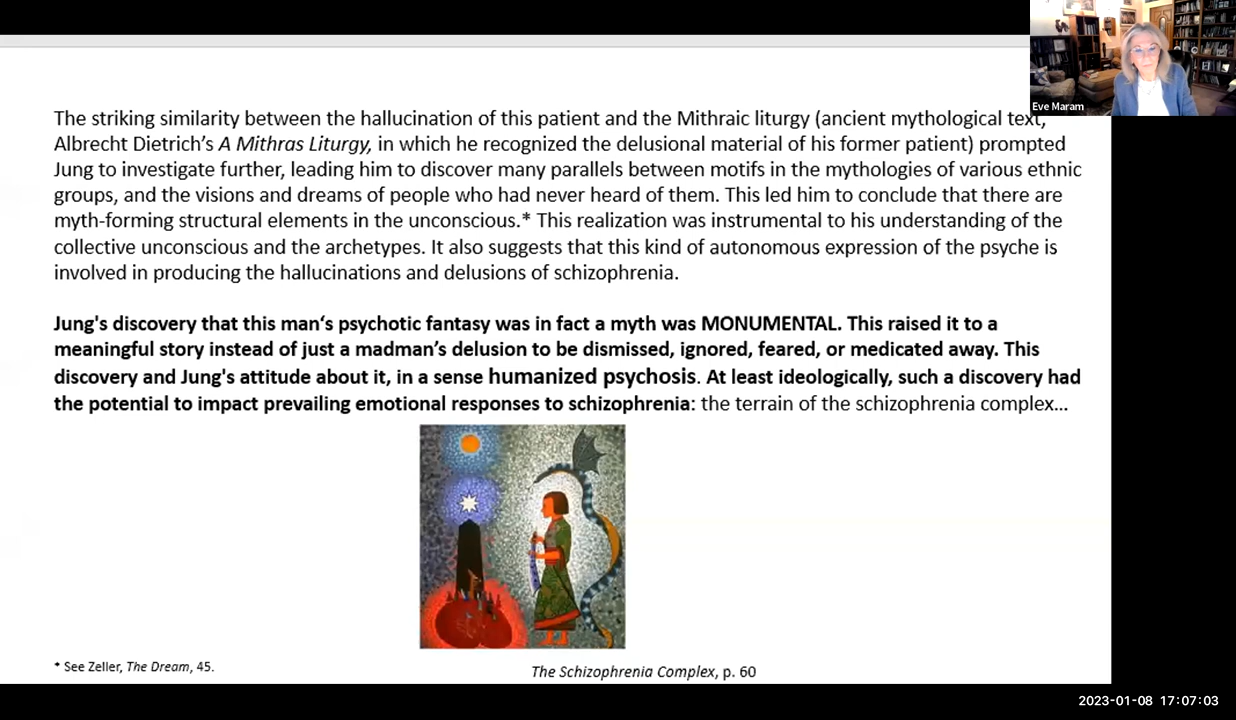 Eve Maram
The striking similarity between the hallucination of this patient and the Mithraic liturgy (ancient mythological text,
Albrecht Dietrich’s A Mithras Liturgy, in which he recognized the delusional material of his former patient) prompted
Jung to investigate further, leading him to discover many parallels between motifs in the mythologies of various ethnic
groups, and the visions and dreams of people who had never heard of them. This led him to conclude that there are
myth-forming structural elements in the unconscious.* This realization was instrumental to his understanding of the
collective unconscious and the archetypes. It also suggests that this kind of autonomous expression of the psyche is
involved in producing the hallucinations and delusions of schizophrenia.
Jung's discovery that this man‘s psychotic fantasy was in fact a myth was MONUMENTAL. This raised it to a
meaningful story instead of just a madman’s delusion to be dismissed, ignored, feared, or medicated away. This
discovery and Jung's attitude about it, in a sense humanized psychosis. At least ideologically, such a discovery had
the potential to impact prevailing emotional responses to schizophrenia: the terrain of the schizophrenia complex…
* See Zeller, The Dream, 45.
The Schizophrenia Complex, p. 60
2023-01-08 17:07:03